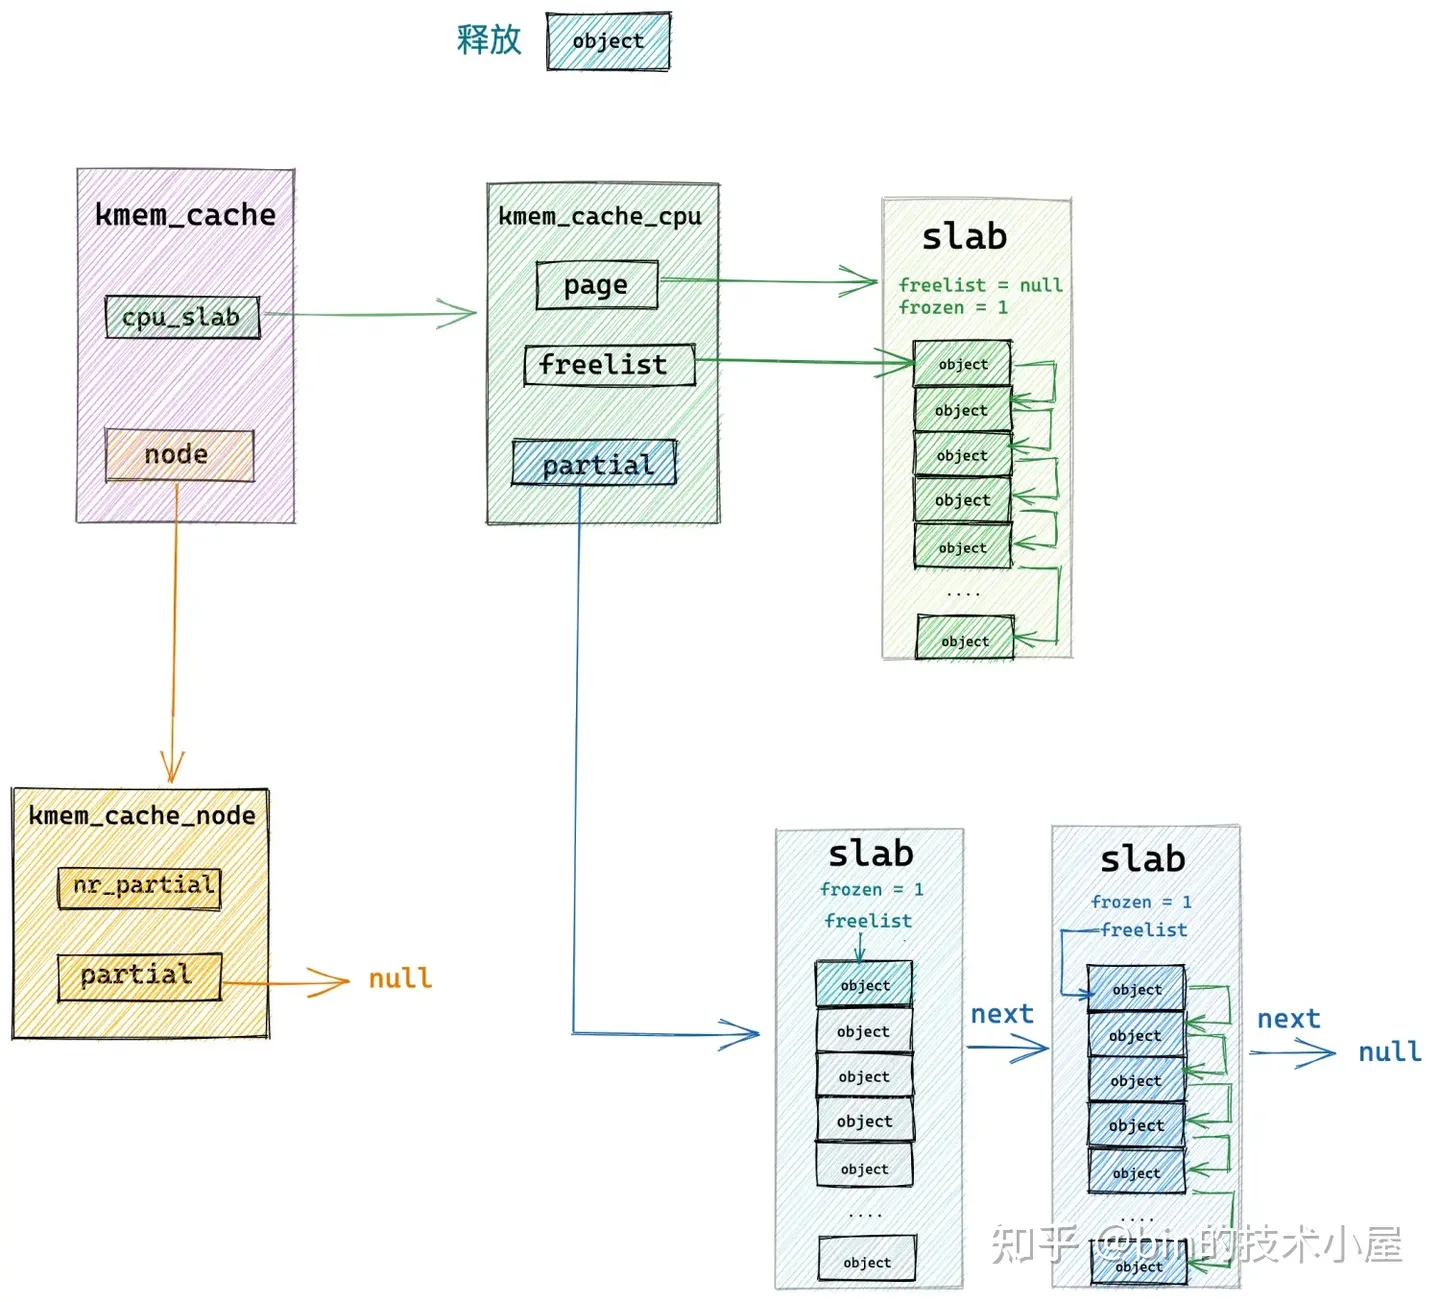 释放 object
kmem_cache
cpu_slab
node
kmem_cache_cpu
page
freelist
partial
slab
freelist = null
frozen = 1
object
object
object
object
object
....
object
kmem_cache_node
nr_partial
partial
null
slab
frozen = 1
freelist
object
object
object
object
object
....
object
next
slab
frozen = 1
freelist
object
object
object
object
object
....
object
next
null
知乎 @bin的技术小屋